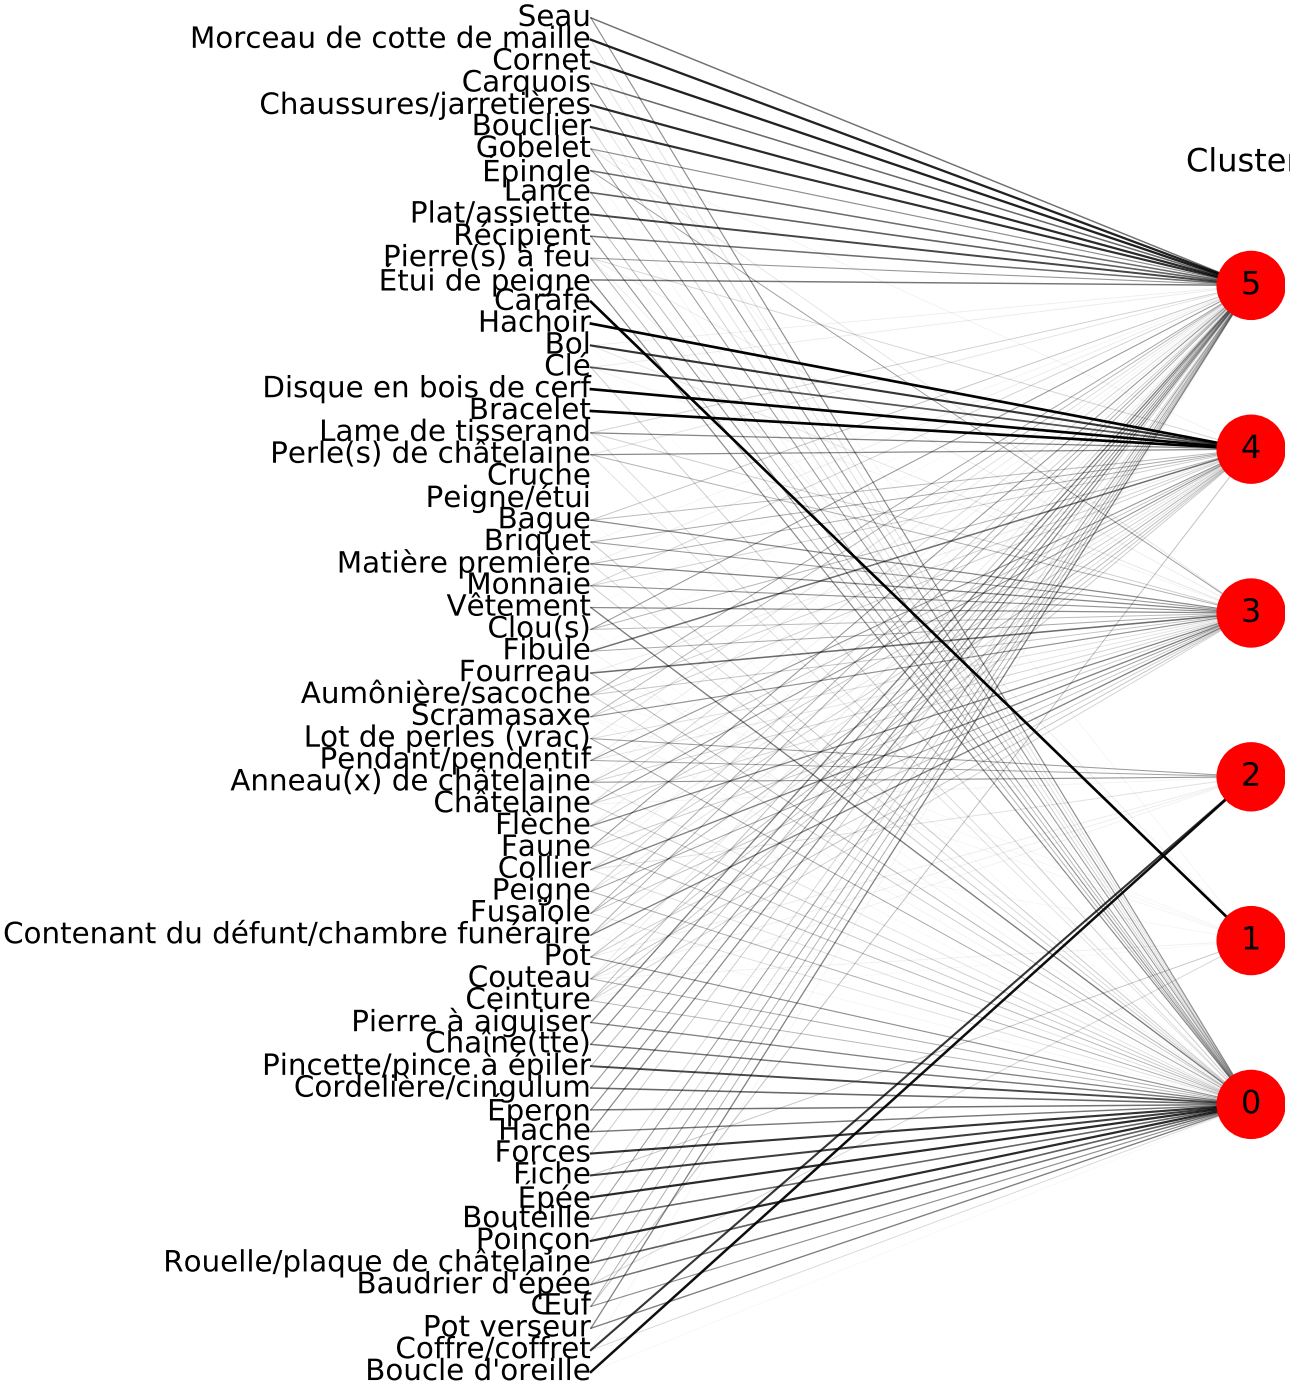 Seau
Morceau de cotte de maille
Cornet
Carquois
Chaussures/jarretières
Bouclier
Gobelet
Épingle
Lance
Plat/assiette
Récipient
Pierre(s) à feu
Étui de peigne
Carafe
Hachoir
Bol
Clé
Disque en bois de cerf
Bracelet
Lame de tisserand
Perle(s) de châtelaine
Cruche
Peigne/étui
Bague
Briquet
Matière première
Monnaie
Vêtement
Clou(s)
Fibule
Fourreau
Aumônière/sacoche
Scramasaxe
Lot de perles (vrac)
Pendant/pendentif
Anneau(x) de châtelaine
Châtelaine
Flèche
Faune
Collier
Peigne
Fusaïole
Contenant du défunt/chambre funéraire
Pot
Couteau
Ceinture
Pierre à aiguiser
Chaîne(tte)
Pincette/pince à épiler
Cordelière/cingulum
Éperon
Hache
Forces
Fiche
Épée
Bouteille
Poinçon
Rouelle/plaque de châtelaine
Baudrier d'épée
Œuf
Pot verseur
Coffre/coffret
Boucle d'oreille
Cluster
5
4
3
2
1
0